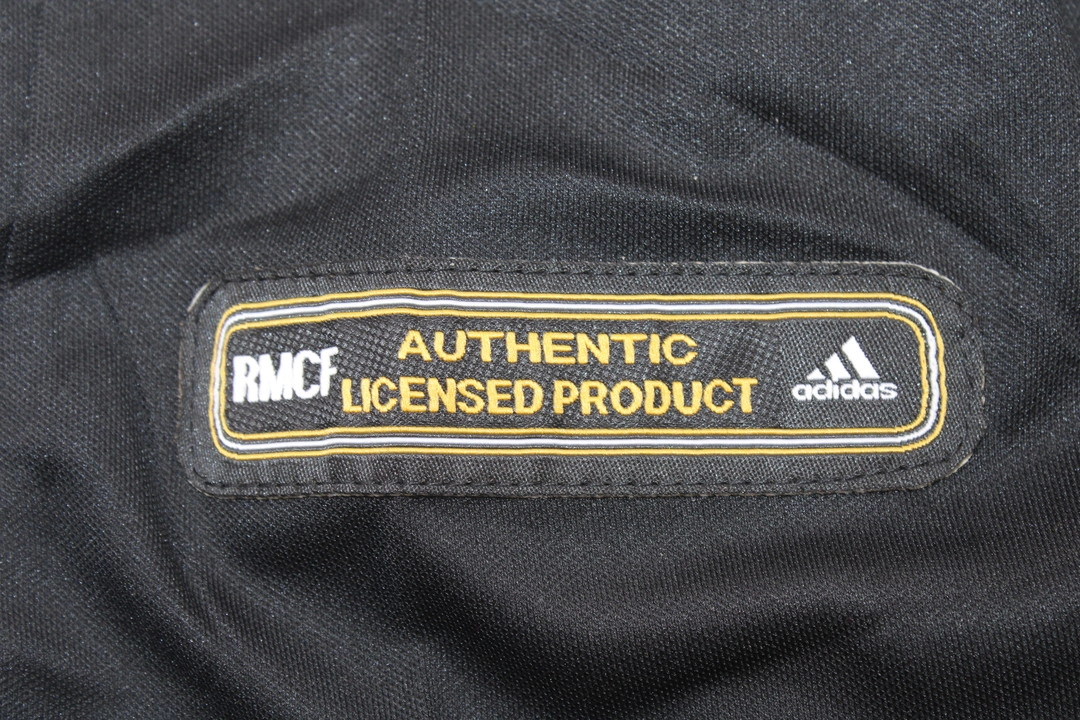 RMCF
AUTHENTIC
LICENSED PRODUCT
adidas